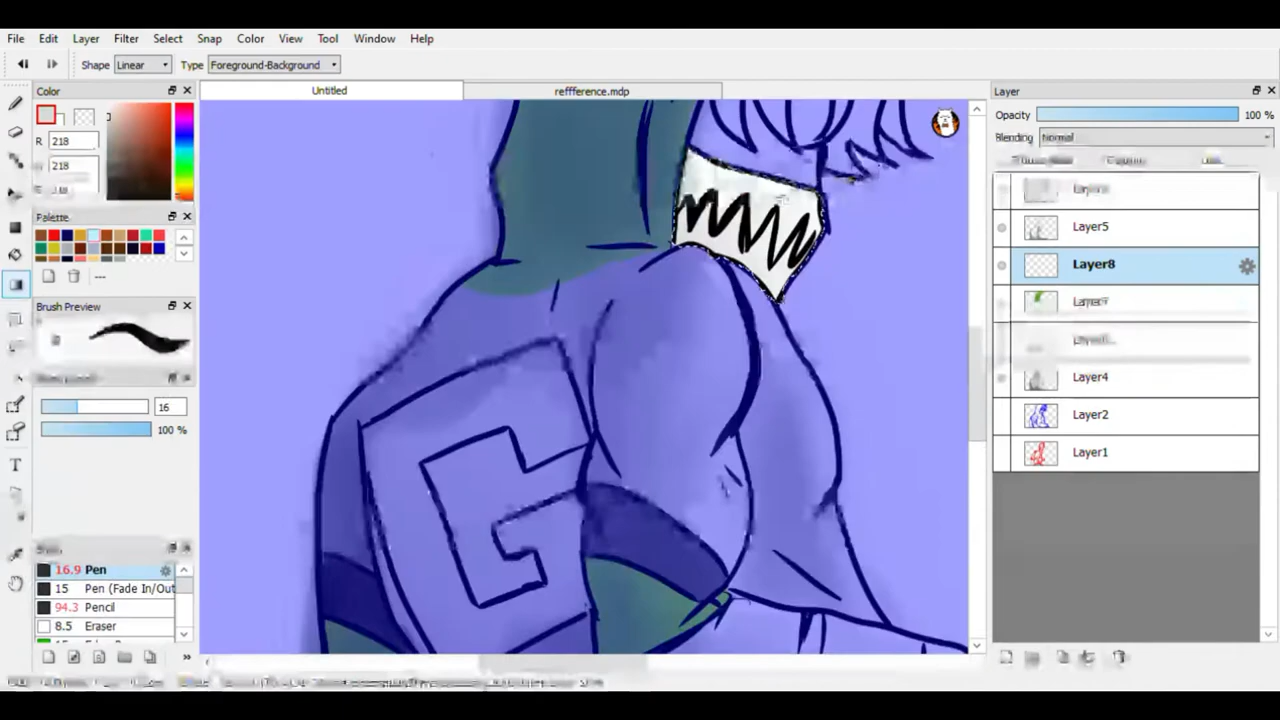 File Edit Layer Filter Select Snap Color View Tool Window Help
Shape Linear Type Foreground-Background
Color
Untitled
reffference.mdp
Layer
R 218
218
Opacity 100 %
Blending Normal
Palette
Layer5
Layer8
Layer7
Brush Preview
Layer4
16
Layer2
100 %
Layer1
T
G
16.9 Pen
15 Pen (Fade In/Out
94.3 Pencil
8.5 Eraser